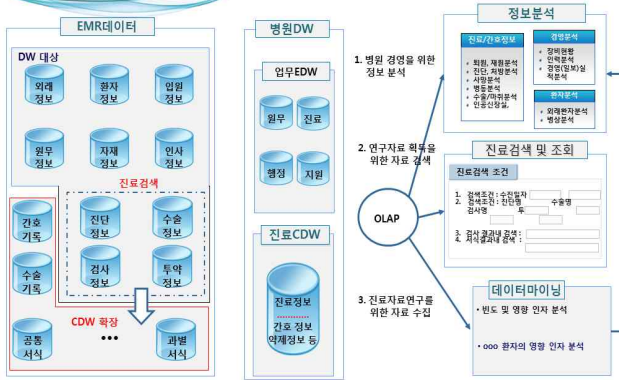 EMR데이터
DW 대상
외래
정보
환자
정보
입원
정보
원무
정보
자재
정보
인사
정보
진료검색
간호
기록
진단
정보
수술
정보
수술
기록
검사
정보
투약
정보
CDW 확장
공통
서식
•••
과별
서식
병원DW
업무EDW
원무
진료
행정
지원
진료CDW
진료정보
간호 정보
약제정보 등
1. 병원 경영을 위한
정보 분석
2. 연구자료 획득을
위한 자료 검색
OLAP
3. 진료자료연구를
위한 자료 수집
정보분석
진료/간호정보
퇴원, 재원분석
진단, 처방분석
사망분석
병동분석
수술/마취분석
인공신장실,
경영분석
장비현황
인력분석
경영(일보)실
적분석
환자분석
외래환자분석
병상분석
진료검색 및 조회
진료검색 조건
1. 검색조건 : 수진일자
2. 검색조건 : 진단명 수술명
검사명 투
3. 검사 결과내 검색 :
4. 서식결과내 검색 :
데이터마이닝
• 빈도 및 영향 인자 분석
• ooo 환자의 영향 인자 분석